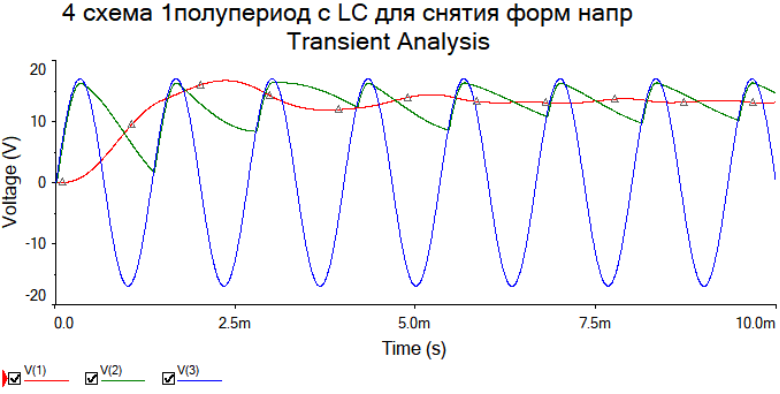 4 схема 1полупериод с LC для снятия форм напр
Transient Analysis
Voltage (V)
20
10
0
-10
-20
0.0 2.5m 5.0m 7.5m 10.0m
Time (s)
V(1) V(2) V(3)